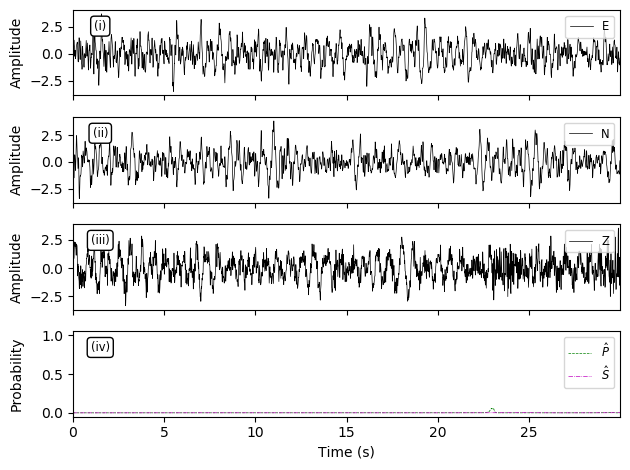 (i)
E
Amplitude
2.5
0.0
−2.5
(ii)
N
Amplitude
2.5
0.0
−2.5
(iii)
Z
Amplitude
2.5
0.0
−2.5
(iv)
P̂
Ŝ
Probability
1.0
0.5
0.0
0 5 10 15 20 25
Time (s)